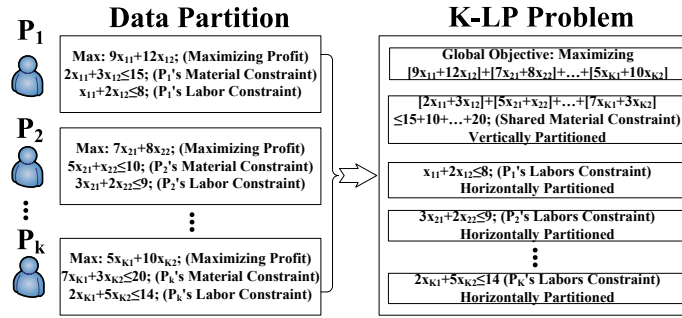 Data Partition
P1
Max: 9x11+12x12; (Maximizing Profit)
2x11+3x12≤15; (P1's Material Constraint)
x11+2x12≤8; (P1's Labor Constraint)
P2
Max: 7x21+8x22; (Maximizing Profit)
5x21+x22≤10; (P2's Material Constraint)
3x21+2x22≤9; (P2's Labor Constraint)
Pk
Max: 5xK1+10xK2; (Maximizing Profit)
7xK1+3xK2≤20; (Pk's Material Constraint)
2xK1+5xK2≤14; (Pk's Labor Constraint)
K-LP Problem
Global Objective: Maximizing
[9x11+12x12]+[7x21+8x22]+...+[5xK1+10xK2]
[2x11+3x12]+[5x21+x22]+...+[7xK1+3xK2]
≤15+10+...+20; (Shared Material Constraint)
Vertically Partitioned
x11+2x12≤8; (P1's Labors Constraint)
Horizontally Partitioned
3x21+2x22≤9; (P2's Labors Constraint)
Horizontally Partitioned
2xK1+5xK2≤14 (PK's Labors Constraint)
Horizontally Partitioned